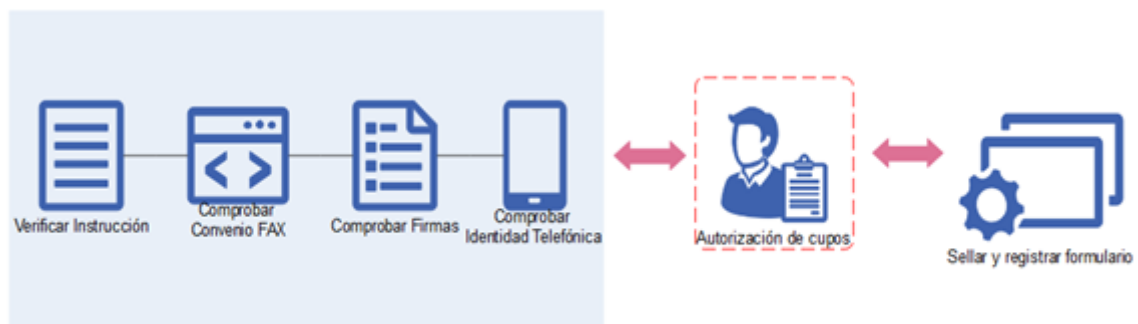 Verificar Instrucción
Comprobar
Convenio FAX
Comprobar Firmas
Comprobar
Identidad Telefónica
Autorización de cupos
Sellar y registrar formulario